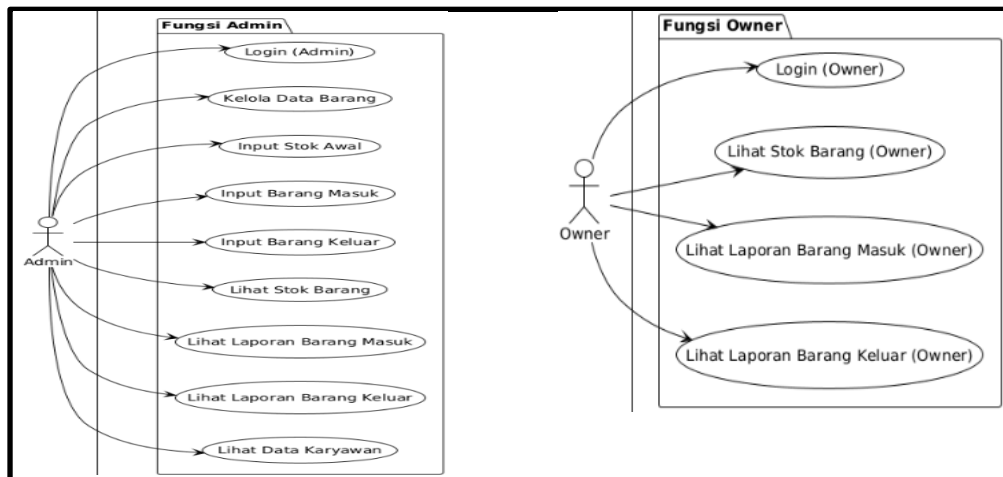 Fungsi Admin
Login (Admin)
Kelola Data Barang
Input Stok Awal
Input Barang Masuk
Input Barang Keluar
Admin
Lihat Stok Barang
Lihat Laporan Barang Masuk
Lihat Laporan Barang Keluar
Lihat Data Karyawan
Fungsi Owner
Login (Owner)
Lihat Stok Barang (Owner)
Owner
Lihat Laporan Barang Masuk (Owner)
Lihat Laporan Barang Keluar (Owner)